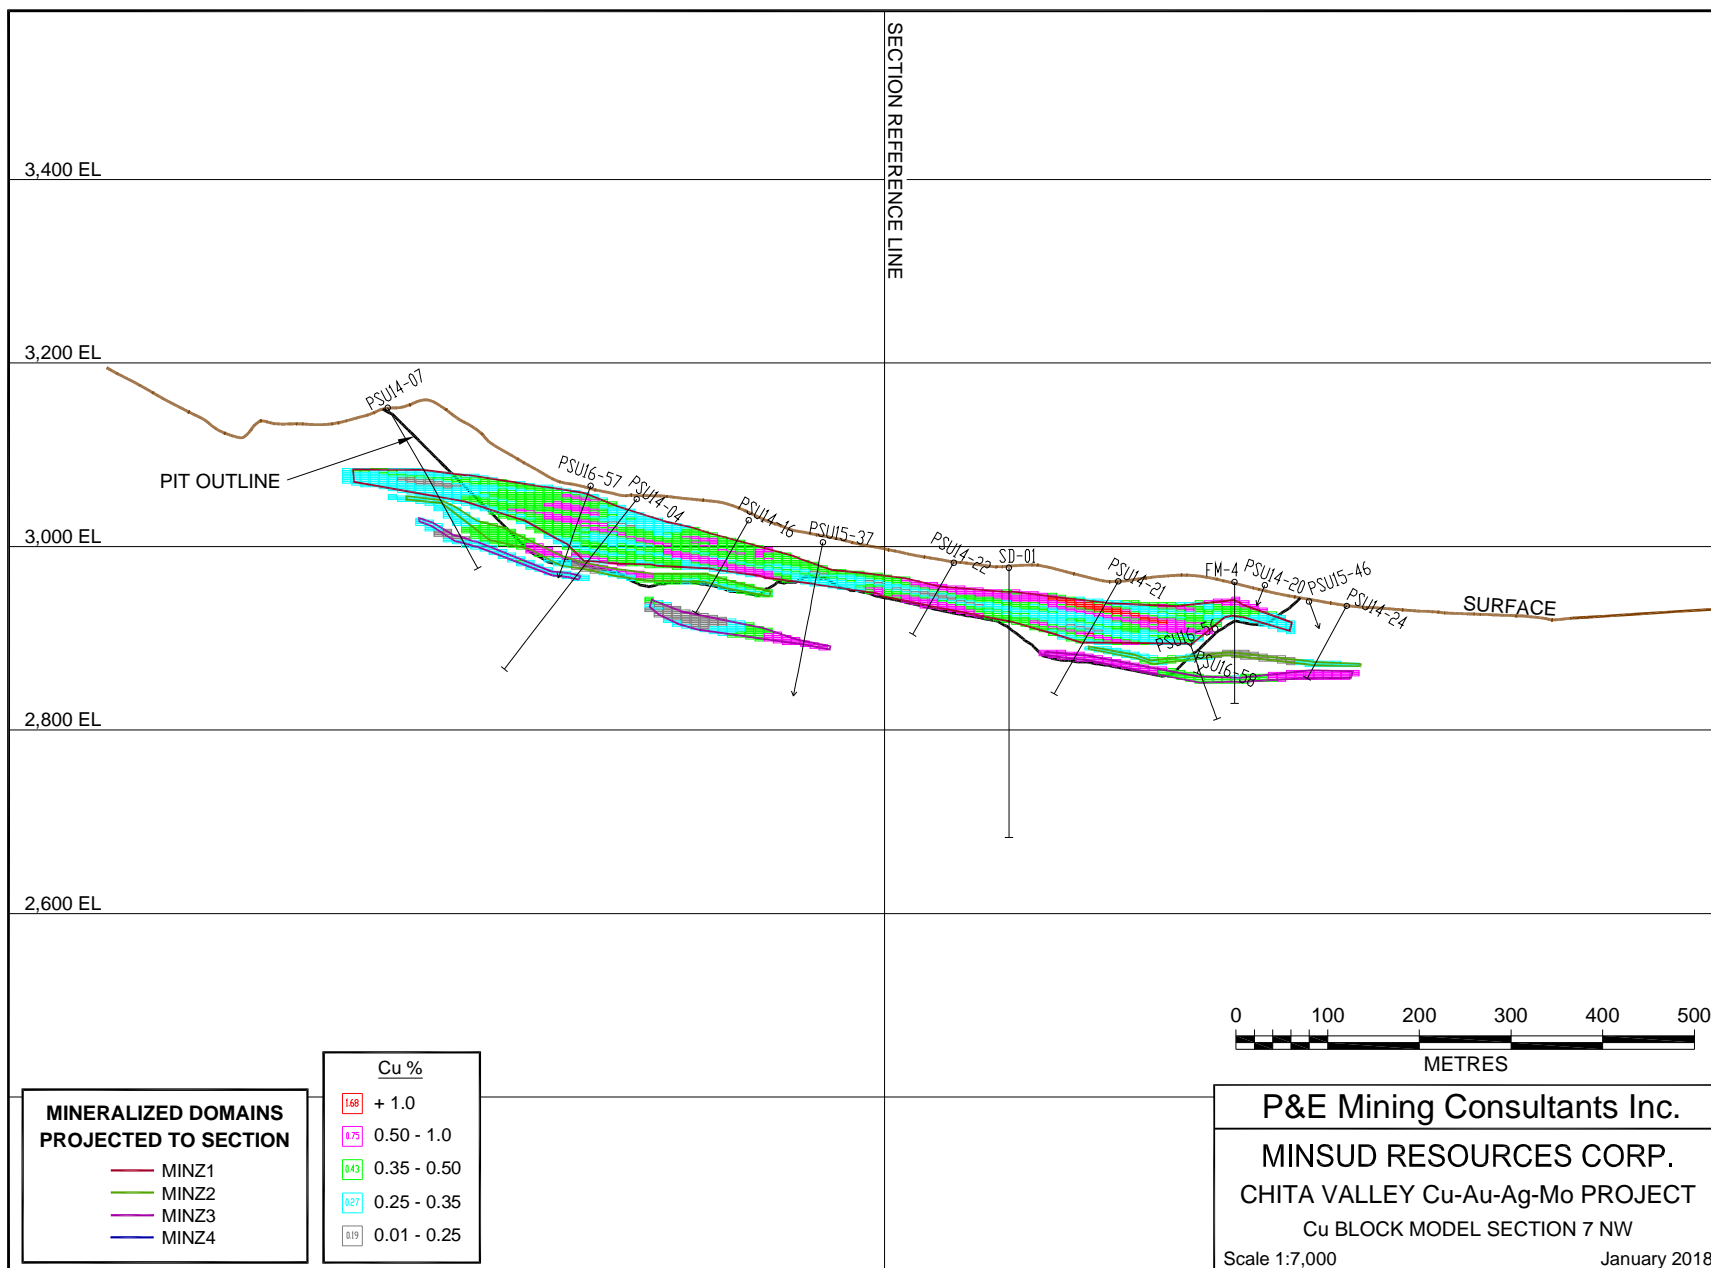 SECTION REFERENCE LINE
3,400 EL
3,200 EL
3,000 EL
2,800 EL
2,600 EL
PSU14-07
PIT OUTLINE
PSU16-57
PSU14-04
PSU14-16
PSU15-37
PSU14-22
SD-01
PSU14-21
FM-4
PSU14-20
PSU15-46
PSU14-24
SURFACE
PSU16-56
PSU16-58
0 100 200 300 400 500
METRES
MINERALIZED DOMAINS
PROJECTED TO SECTION
MINZ1
MINZ2
MINZ3
MINZ4
Cu %
1.68 + 1.0
0.75 0.50 - 1.0
0.43 0.35 - 0.50
0.27 0.25 - 0.35
0.19 0.01 - 0.25
P&E Mining Consultants Inc.
MINSUD RESOURCES CORP.
CHITA VALLEY Cu-Au-Ag-Mo PROJECT
Cu BLOCK MODEL SECTION 7 NW
Scale 1:7,000 January 2018